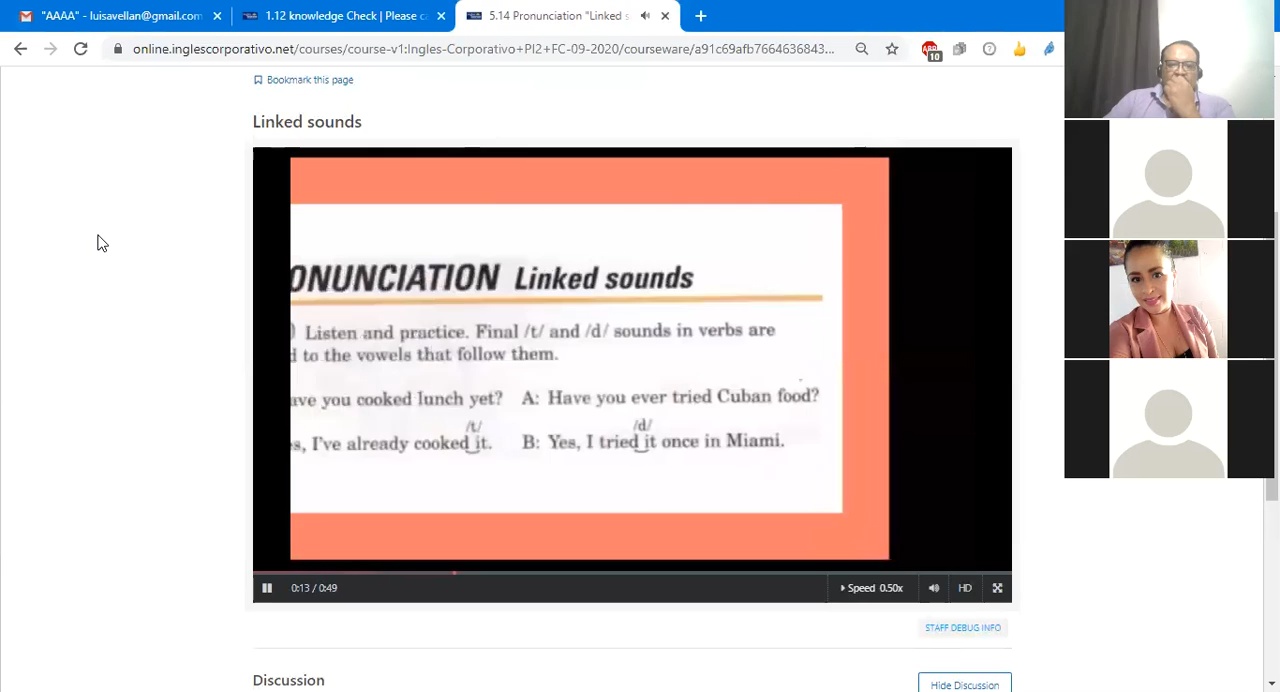 "AAAA" - luisavellan@gmail.com
1.12 knowledge Check | Please ca
5.14 Pronunciation "Linked s
online.inglescorporativo.net/courses/course-v1:Ingles-Corporativo+PI2+FC-09-2020/courseware/a91c69afb7664636843...
ABP
10
Bookmark this page
Linked sounds
ONUNCIATION Linked sounds
) Listen and practice. Final /t/ and /d/ sounds in verbs are
d to the vowels that follow them.
ave you cooked lunch yet? A: Have you ever tried Cuban food?
/t/ /d/
s, I've already cooked it. B: Yes, I tried it once in Miami.
0:13 / 0:49
Speed 0.50x
HD
STAFF DEBUG INFO
Discussion
Hide Discussion